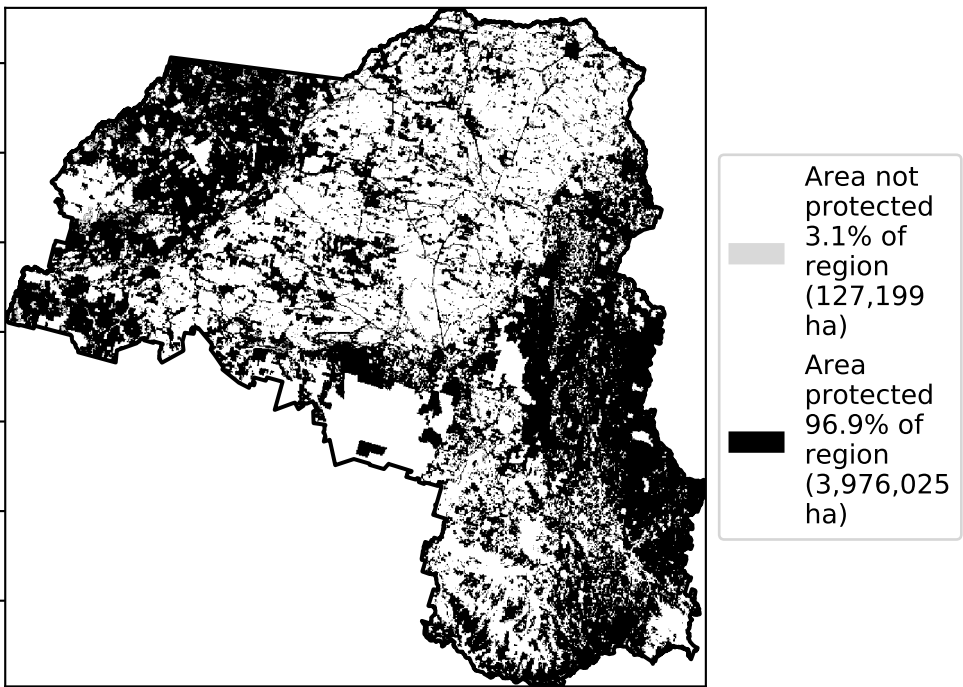 Area not
protected
3.1% of
region
(127,199
ha)
Area
protected
96.9% of
region
(3,976,025
ha)